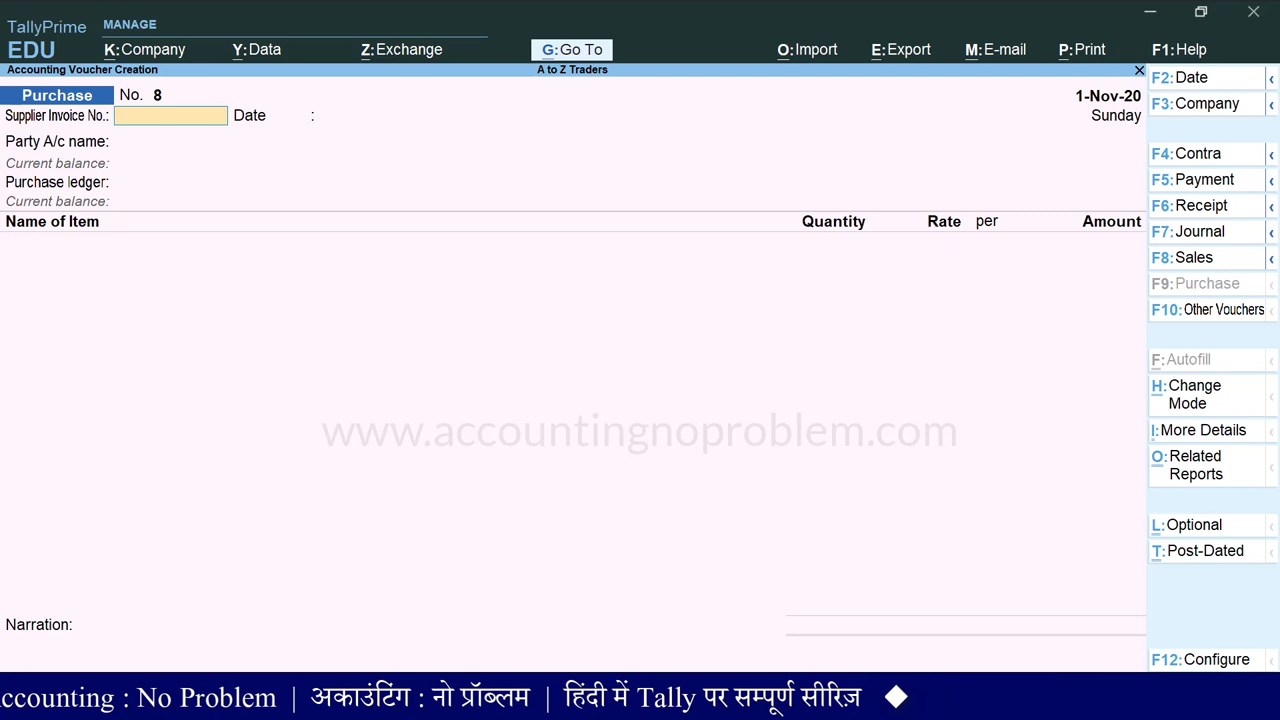 TallyPrime MANAGE
EDU K:Company Y:Data Z:Exchange G:Go To O:Import E:Export M:E-mail P:Print F1:Help
Accounting Voucher Creation A to Z Traders
F2:Date
Purchase No. 8 1-Nov-20
F3:Company
Supplier Invoice No.: Date : Sunday
Party A/c name:
F4:Contra
Current balance:
F5:Payment
Purchase ledger:
Current balance:
F6:Receipt
Name of Item Quantity Rate per Amount
F7:Journal
F8:Sales
F9:Purchase
F10:Other Vouchers
F:Autofill
H:Change
Mode
I:More Details
www.accountingnoproblem.com
O:Related
Reports
L:Optional
T:Post-Dated
Narration:
F12:Configure
ccounting : No Problem | अकाउंटिंग : नो प्रॉब्लम | हिंदी में Tally पर सम्पूर्ण सीरिज़ ◆